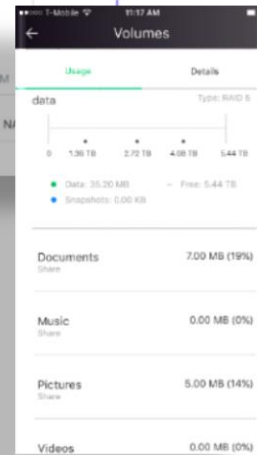 T-Mobile 11:17 AM
Volumes
Usage Details
data Type: RAID 5
0 1.36 TB 2.72 TB 4.08 TB 5.44 TB
Data: 35.20 MB Free: 5.44 TB
Snapshots: 0.00 KB
Documents 7.00 MB (19%)
Share
Music 0.00 MB (0%)
Share
Pictures 5.00 MB (14%)
Share
Videos 0.00 MB (0%)
M
NA